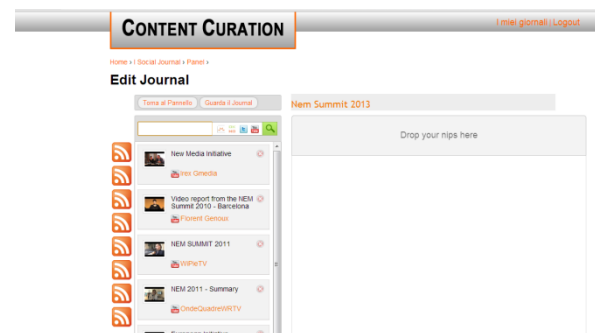 CONTENT CURATION
I miei giornali | Logout
Home › I Social Journal › Panel ›
Edit Journal
Torna al Pannello
Guarda il Journal
Nem Summit 2013
Drop your nips here
New Media Initiative
irex Qmedia
Video report from the NEM
Summit 2010 - Barcelona
Florent Genoux
NEM SUMMIT 2011
WiPieTV
NEM 2011 - Summary
OndeQuadreWRTV